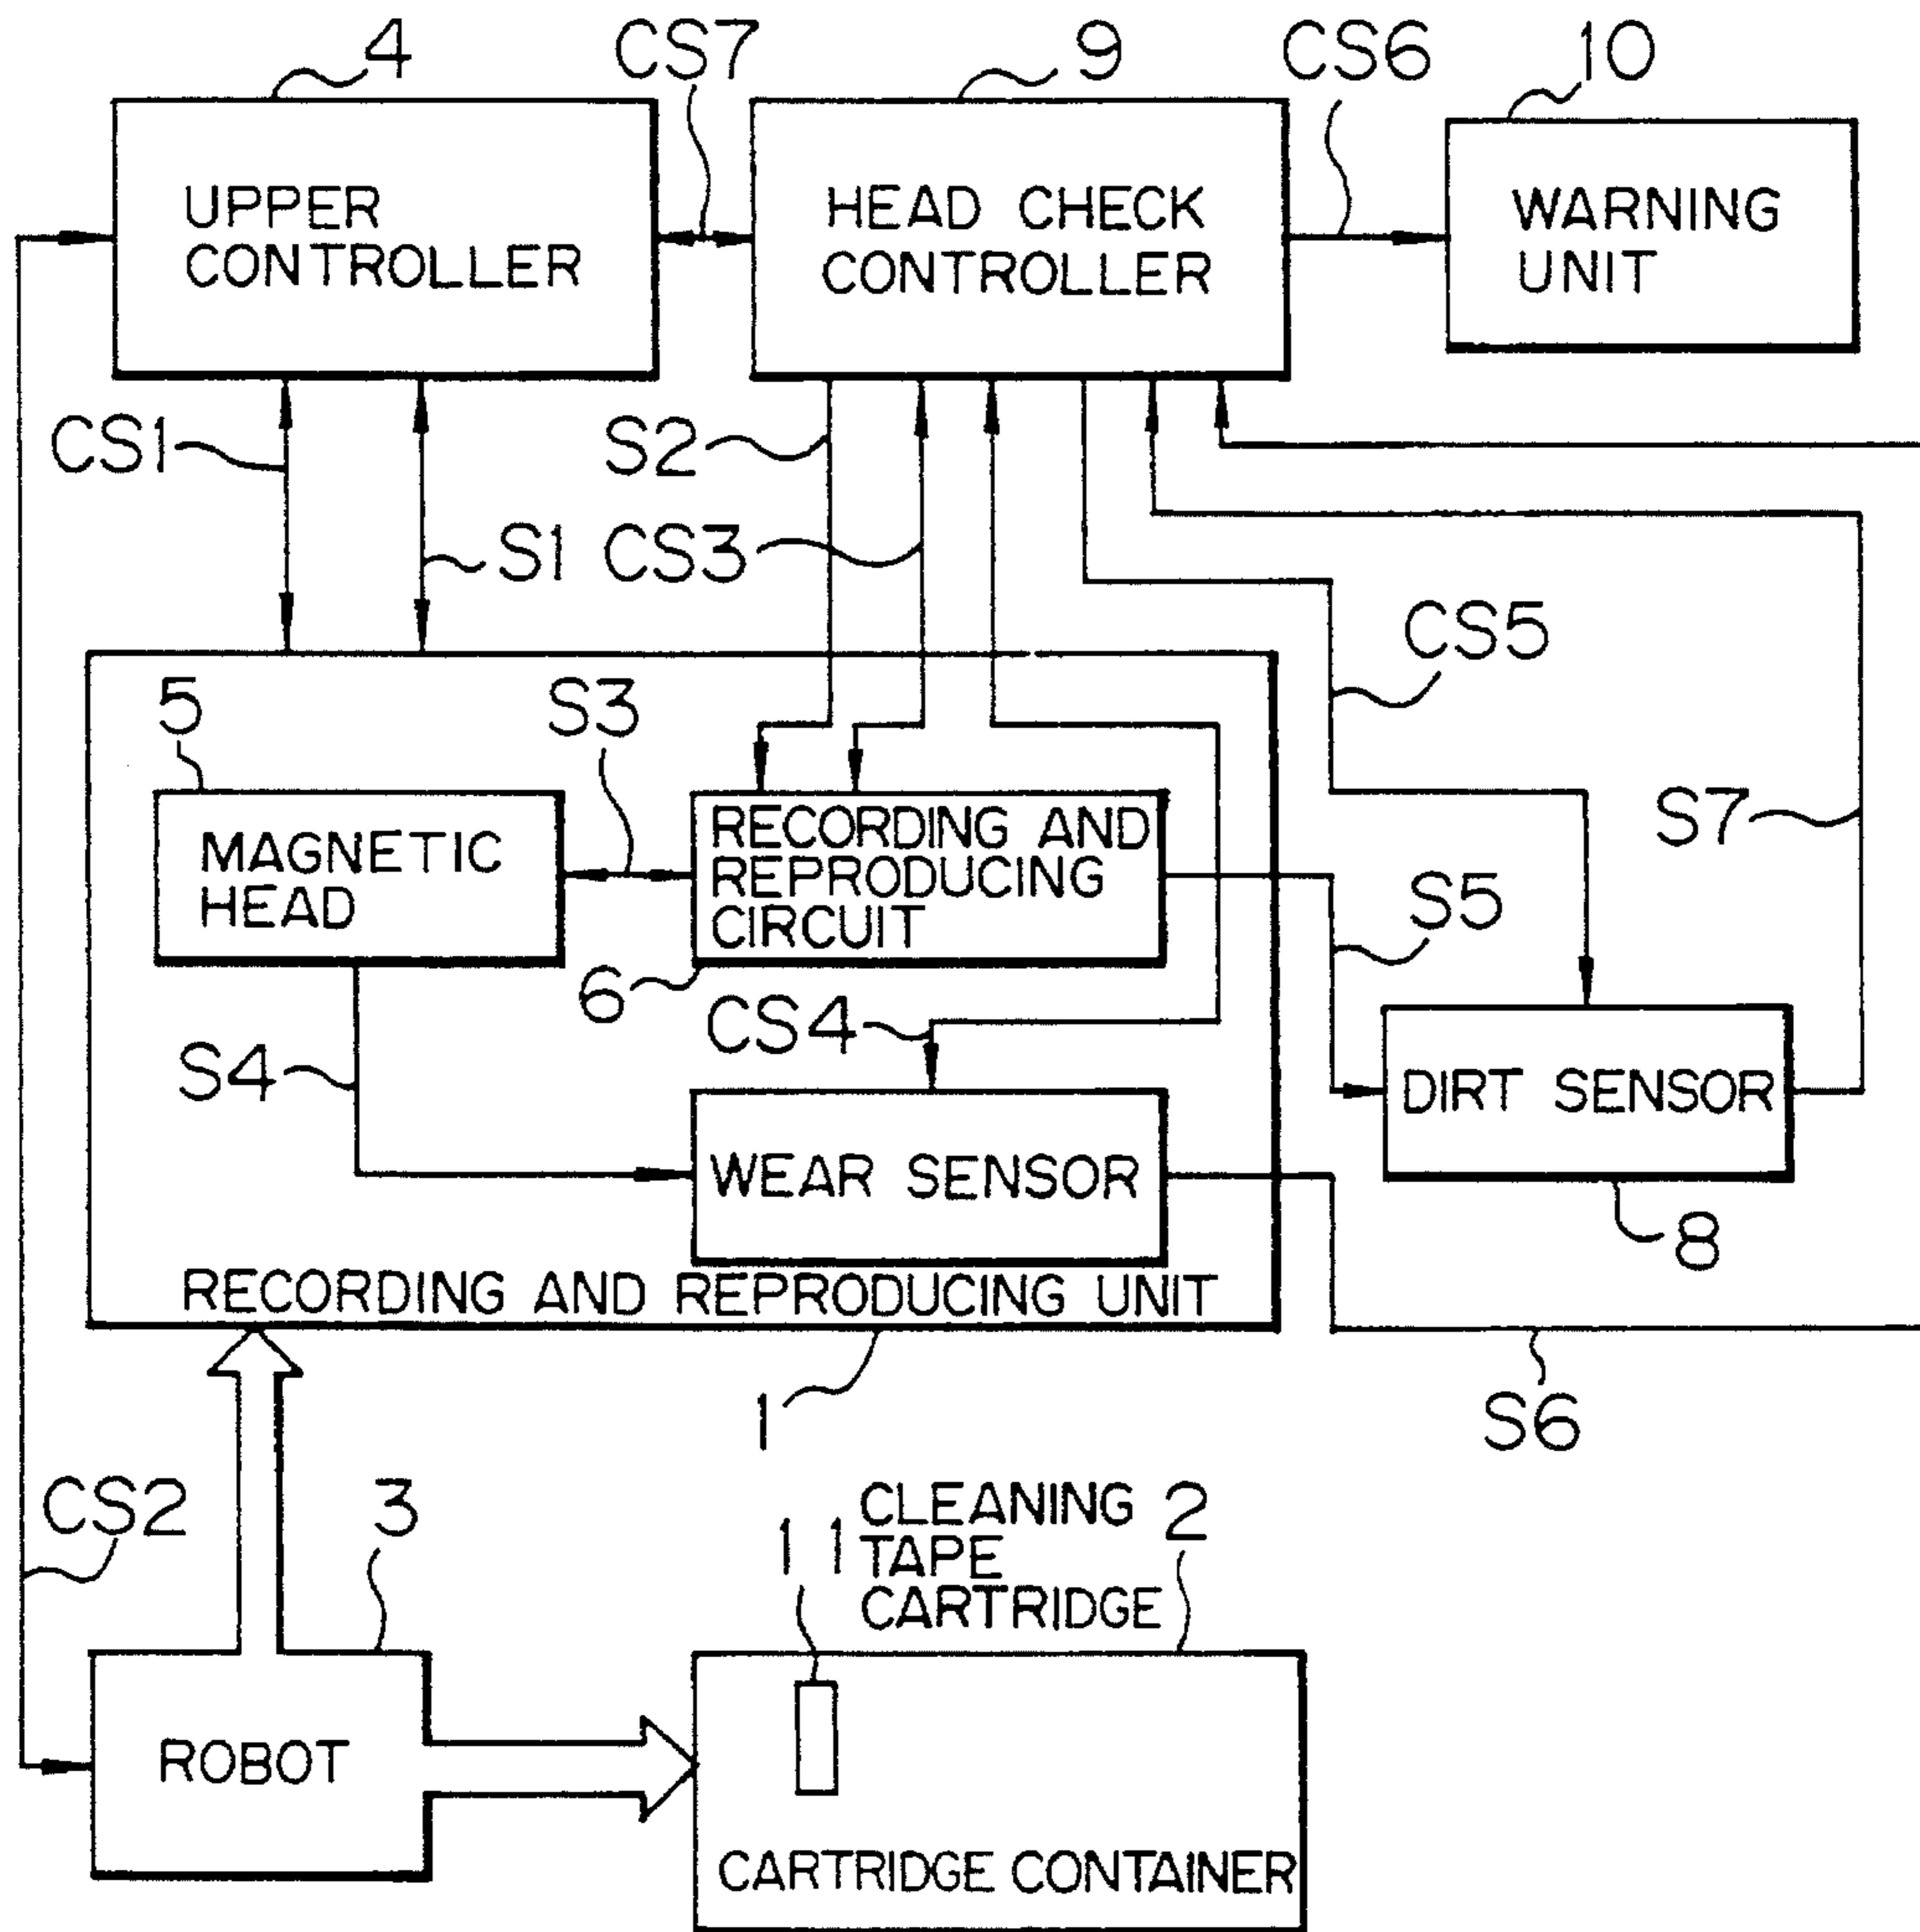 4
CS7
9
CS6
10
UPPER
CONTROLLER
HEAD CHECK
CONTROLLER
WARNING
UNIT
CS1
S2
S1
CS3
CS5
5
S3
S7
MAGNETIC
HEAD
RECORDING AND
REPRODUCING
CIRCUIT
S5
6
CS4
S4
DIRT SENSOR
WEAR SENSOR
8
RECORDING AND REPRODUCING UNIT
1
S6
CS2
3
11
CLEANING
TAPE
CARTRIDGE
2
ROBOT
CARTRIDGE CONTAINER